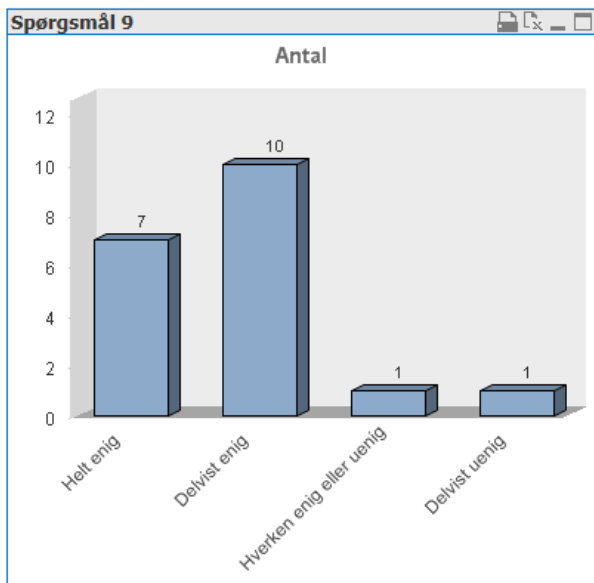 Spørgsmål 9
Antal
12
10
8
6
4
2
0
7
10
1
1
Helt enig
Delvist enig
Hverken enig eller uenig
Delvist uenig